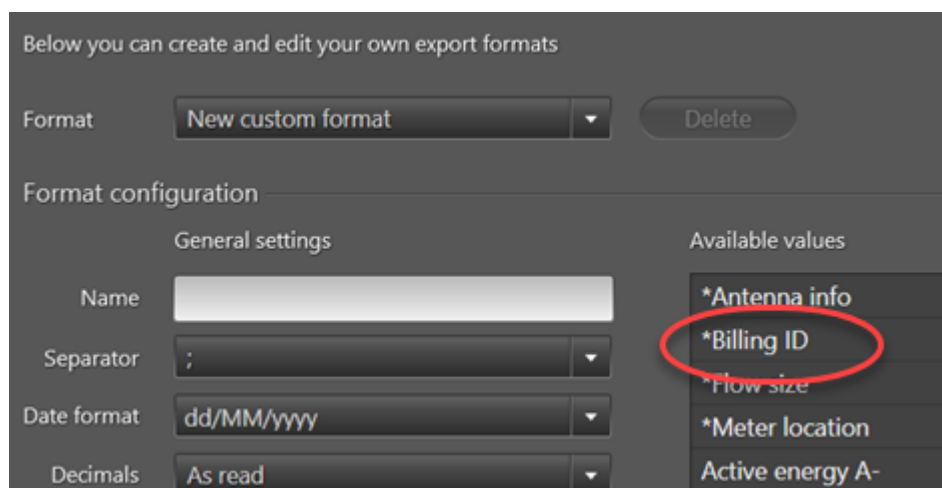 Below you can create and edit your own export formats
Format New custom format Delete
Format configuration
General settings Available values
Name *Antenna info
*Billing ID
Separator ;
*Flow size
Date format dd/MM/yyyy
*Meter location
Decimals As read Active energy A-